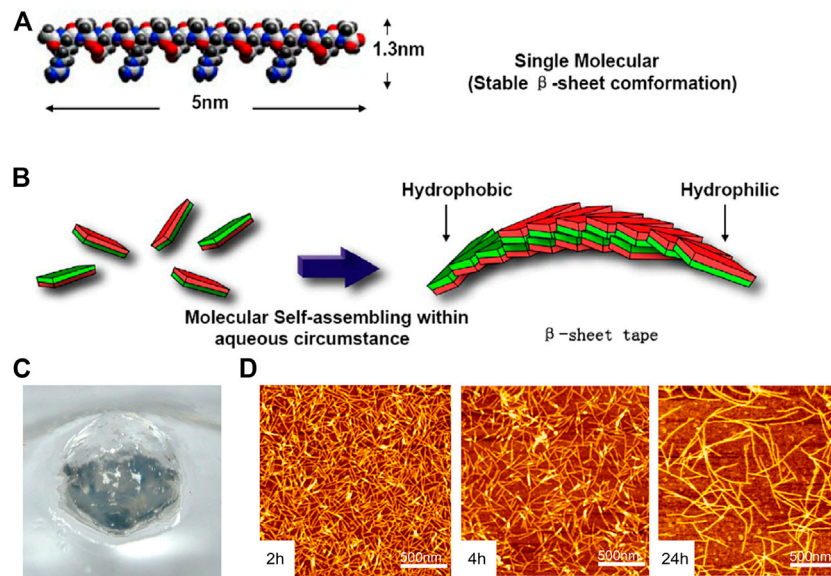 A
1.3nm
5nm
Single Molecular
(Stable β-sheet comformation)
B
Hydrophobic
Hydrophilic
Molecular Self-assembling within
aqueous circumstance
β-sheet tape
C
D
2h
500nm
4h
500nm
24h
500nm